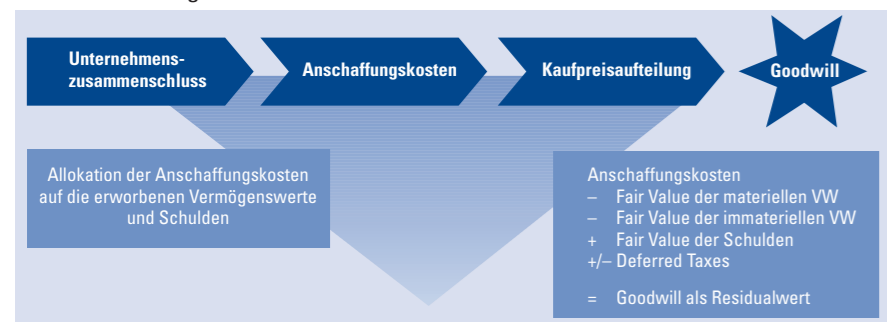 Unternehmens-
zusammenschluss
Anschaffungskosten
Kaufpreisaufteilung
Goodwill
Allokation der Anschaffungskosten
auf die erworbenen Vermögenswerte
und Schulden
Anschaffungskosten
– Fair Value der materiellen VW
– Fair Value der immateriellen VW
+ Fair Value der Schulden
+/– Deferred Taxes
= Goodwill als Residualwert